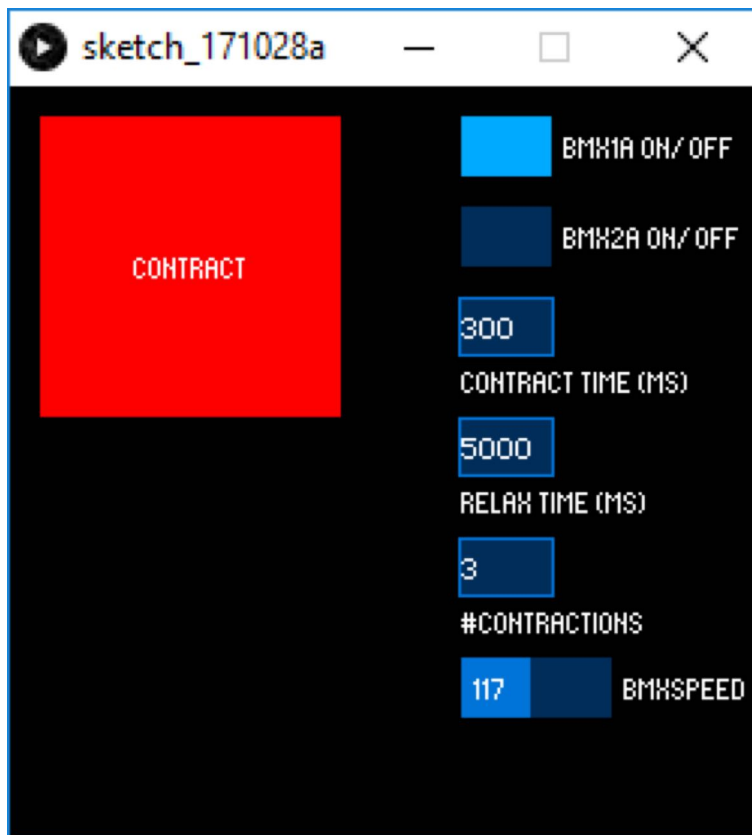 sketch_171028a
CONTRACT
BMX1A ON/OFF
BMX2A ON/OFF
300
CONTRACT TIME (MS)
5000
RELAX TIME (MS)
3
#CONTRACTIONS
117 BMXSPEED